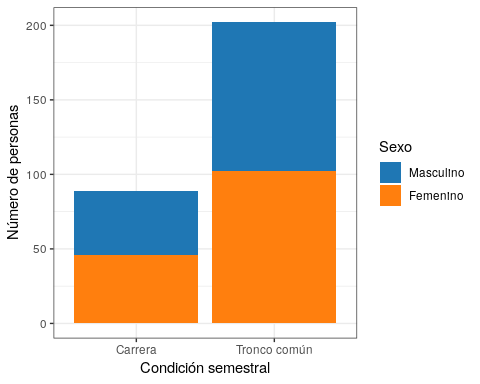 Número de personas
200
150
100
50
0
Carrera
Tronco común
Condición semestral
Sexo
Masculino
Femenino